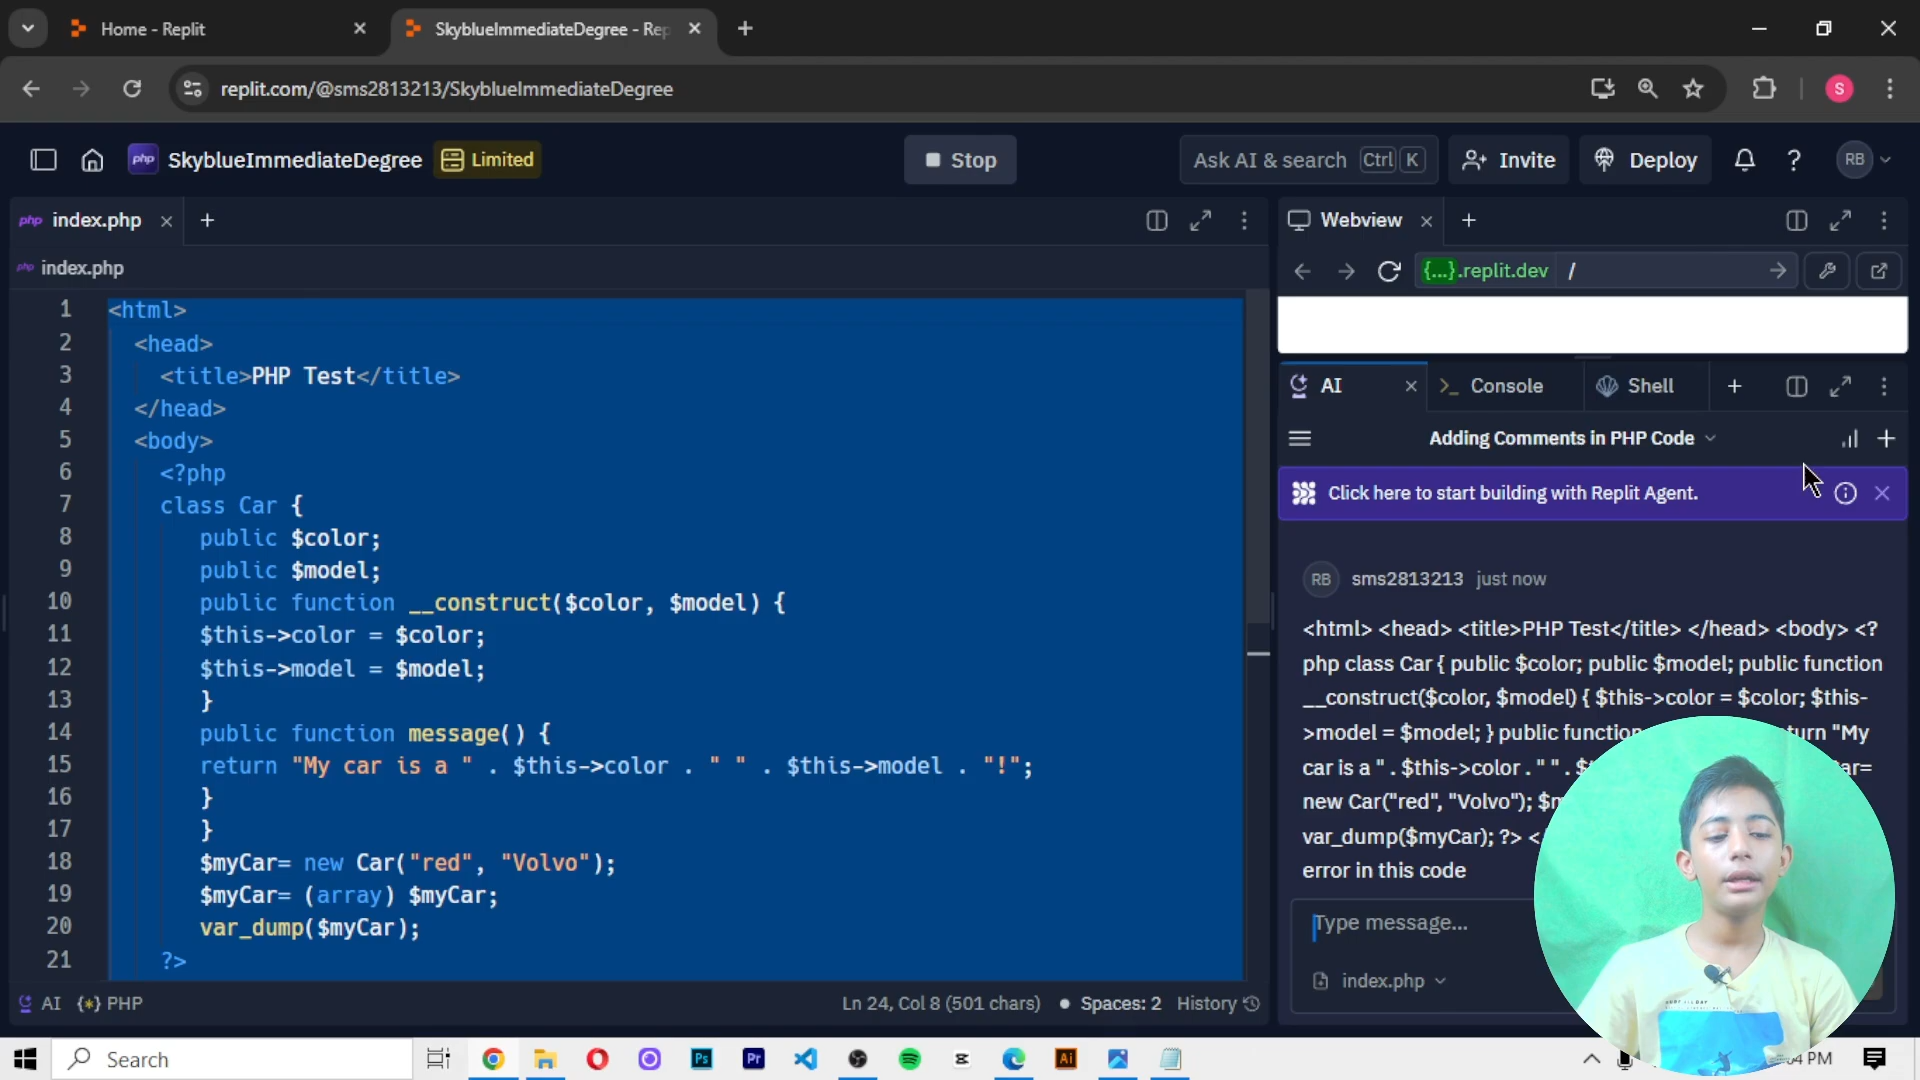 Home - Replit
SkyblueImmediateDegree - Rep
replit.com/@sms2813213/SkyblueImmediateDegree
S
php SkyblueImmediateDegree Limited
Stop
Ask AI & search Ctrl K
Invite
Deploy
?
RB
php index.php
Webview
php index.php
{...}.replit.dev /
1 <html>
2 <head>
3 <title>PHP Test</title>
4 </head>
5 <body>
6 <?php
7 class Car {
8 public $color;
9 public $model;
10 public function __construct($color, $model) {
11 $this->color = $color;
12 $this->model = $model;
13 }
14 public function message() {
15 return "My car is a " . $this->color . " " . $this->model . "!";
16 }
17 }
18 $myCar= new Car("red", "Volvo");
19 $myCar= (array) $myCar;
20 var_dump($myCar);
21 ?>
AI
Console
Shell
Adding Comments in PHP Code
Click here to start building with Replit Agent.
RB sms2813213 just now
<html> <head> <title>PHP Test</title> </head> <body> <?
php class Car { public $color; public $model; public function
__construct($color, $model) { $this->color = $color; $this-
>model = $model; } public function "My
car is a " . $this->color . " " .
new Car("red", "Volvo");
var_dump($myCar); ?>
error in this code
Type message...
index.php
AI {*} PHP
Ln 24, Col 8 (501 chars) Spaces: 2 History
Search
Ps
Pr
Ai
PM